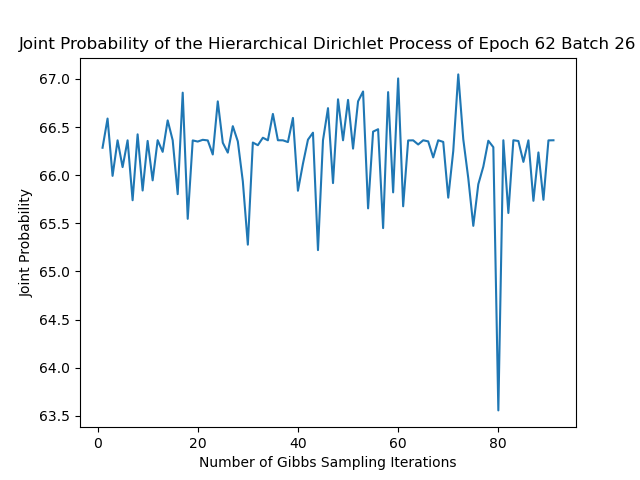 Joint Probability of the Hierarchical Dirichlet Process of Epoch 62 Batch 26
67.0
66.5
66.0
65.5
65.0
64.5
64.0
63.5
Joint Probability
0 20 40 60 80
Number of Gibbs Sampling Iterations